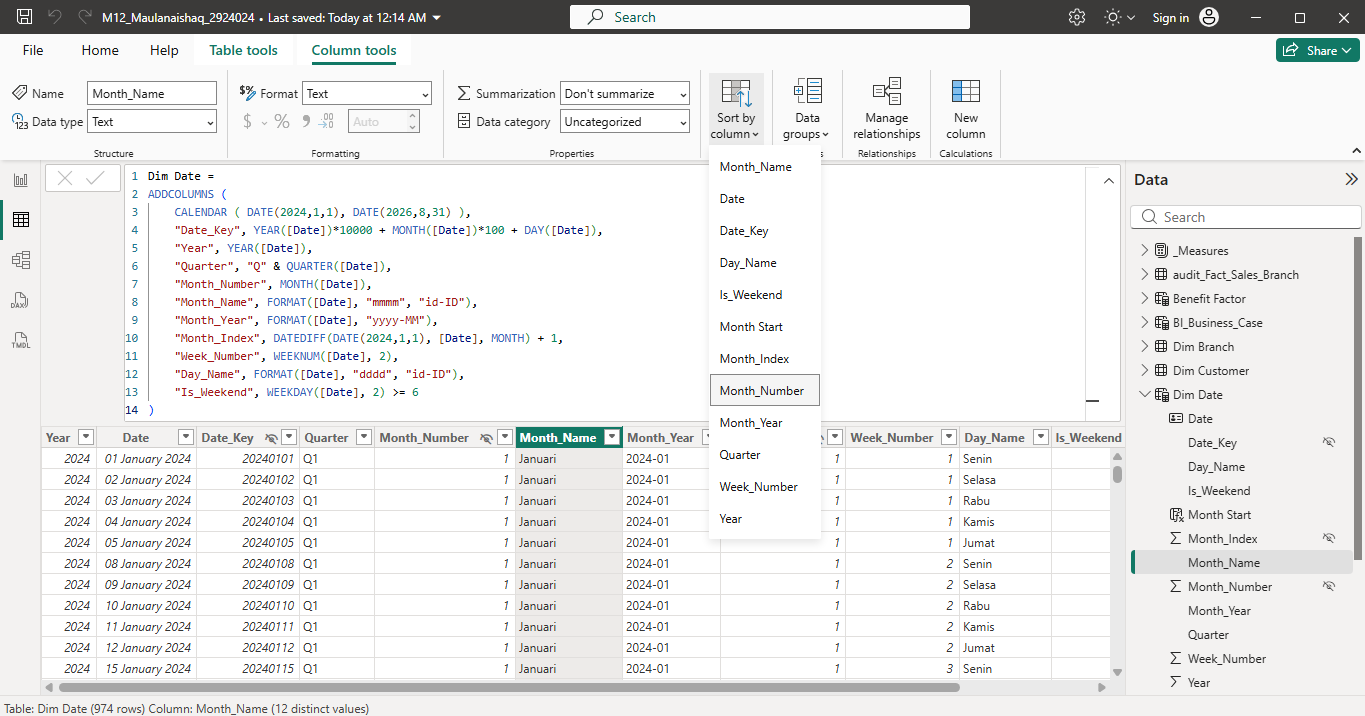 M12_Maulanaishaq_2924024 • Last saved: Today at 12:14 AM
Search
Sign in
File Home Help Table tools Column tools
Share
Name Month_Name
Data type Text
Structure
Format Text
$ % Auto
Formatting
Summarization Don't summarize
Data category Uncategorized
Properties
Sort by column
Data groups
Manage relationships
Relationships
New column
Calculations
Month_Name
Date
Date_Key
Day_Name
Is_Weekend
Month Start
Month_Index
Month_Number
Month_Year
Quarter
Week_Number
Year
1 Dim Date =
2 ADDCOLUMNS (
3 CALENDAR ( DATE(2024,1,1), DATE(2026,8,31) ),
4 "Date_Key", YEAR([Date])*10000 + MONTH([Date])*100 + DAY([Date]),
5 "Year", YEAR([Date]),
6 "Quarter", "Q" & QUARTER([Date]),
7 "Month_Number", MONTH([Date]),
8 "Month_Name", FORMAT([Date], "mmmm", "id-ID"),
9 "Month_Year", FORMAT([Date], "yyyy-MM"),
10 "Month_Index", DATEDIFF(DATE(2024,1,1), [Date], MONTH) + 1,
11 "Week_Number", WEEKNUM([Date], 2),
12 "Day_Name", FORMAT([Date], "dddd", "id-ID"),
13 "Is_Weekend", WEEKDAY([Date], 2) >= 6
14 )
Year Date Date_Key Quarter Month_Number Month_Name Month_Year Week_Number Day_Name Is_Weekend
2024 01 January 2024 20240101 Q1 1 Januari 2024-01 1 1 Senin
2024 02 January 2024 20240102 Q1 1 Januari 2024-01 1 1 Selasa
2024 03 January 2024 20240103 Q1 1 Januari 2024-01 1 1 Rabu
2024 04 January 2024 20240104 Q1 1 Januari 2024-01 1 1 Kamis
2024 05 January 2024 20240105 Q1 1 Januari 2024-01 1 1 Jumat
2024 08 January 2024 20240108 Q1 1 Januari 2024-01 1 2 Senin
2024 09 January 2024 20240109 Q1 1 Januari 2024-01 1 2 Selasa
2024 10 January 2024 20240110 Q1 1 Januari 2024-01 1 2 Rabu
2024 11 January 2024 20240111 Q1 1 Januari 2024-01 1 2 Kamis
2024 12 January 2024 20240112 Q1 1 Januari 2024-01 1 2 Jumat
2024 15 January 2024 20240115 Q1 1 Januari 2024-01 1 3 Senin
DAX
TMDL
Data
Search
_Measures
audit_Fact_Sales_Branch
Benefit Factor
BI_Business_Case
Dim Branch
Dim Customer
Dim Date
Date
Date_Key
Day_Name
Is_Weekend
Month Start
Month_Index
Month_Name
Month_Number
Month_Year
Quarter
Week_Number
Year
Table: Dim Date (974 rows) Column: Month_Name (12 distinct values)